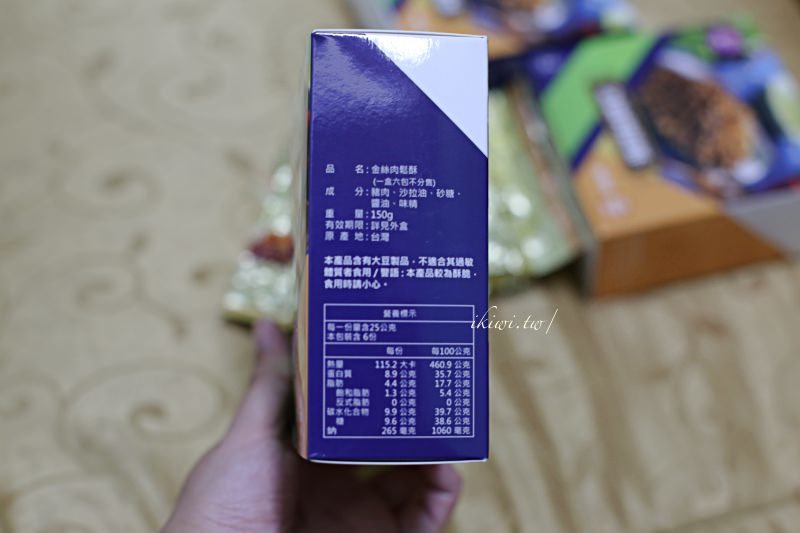 品 名：金絲肉鬆酥
(一盒六包不分售)
成 分：豬肉、沙拉油、砂糖、
醬油、味精
重 量：150g
有效期限：詳見外盒
原 產 地：台灣
本產品含有大豆製品，不適合其過敏
體質者食用/警語：本產品較為酥脆，
食用時請小心。
營養標示
每一份量含25公克
本包裝含 6份
每份 每100公克
熱量 115.2 大卡 460.9 公克
蛋白質 8.9 公克 35.7 公克
脂肪 4.4 公克 17.7 公克
飽和脂肪 1.3 公克 5.4 公克
反式脂肪 0 公克 0 公克
碳水化合物 9.9 公克 39.7 公克
糖 9.6 公克 38.6 公克
鈉 265 毫克 1060 毫克
ikiwi.tw/